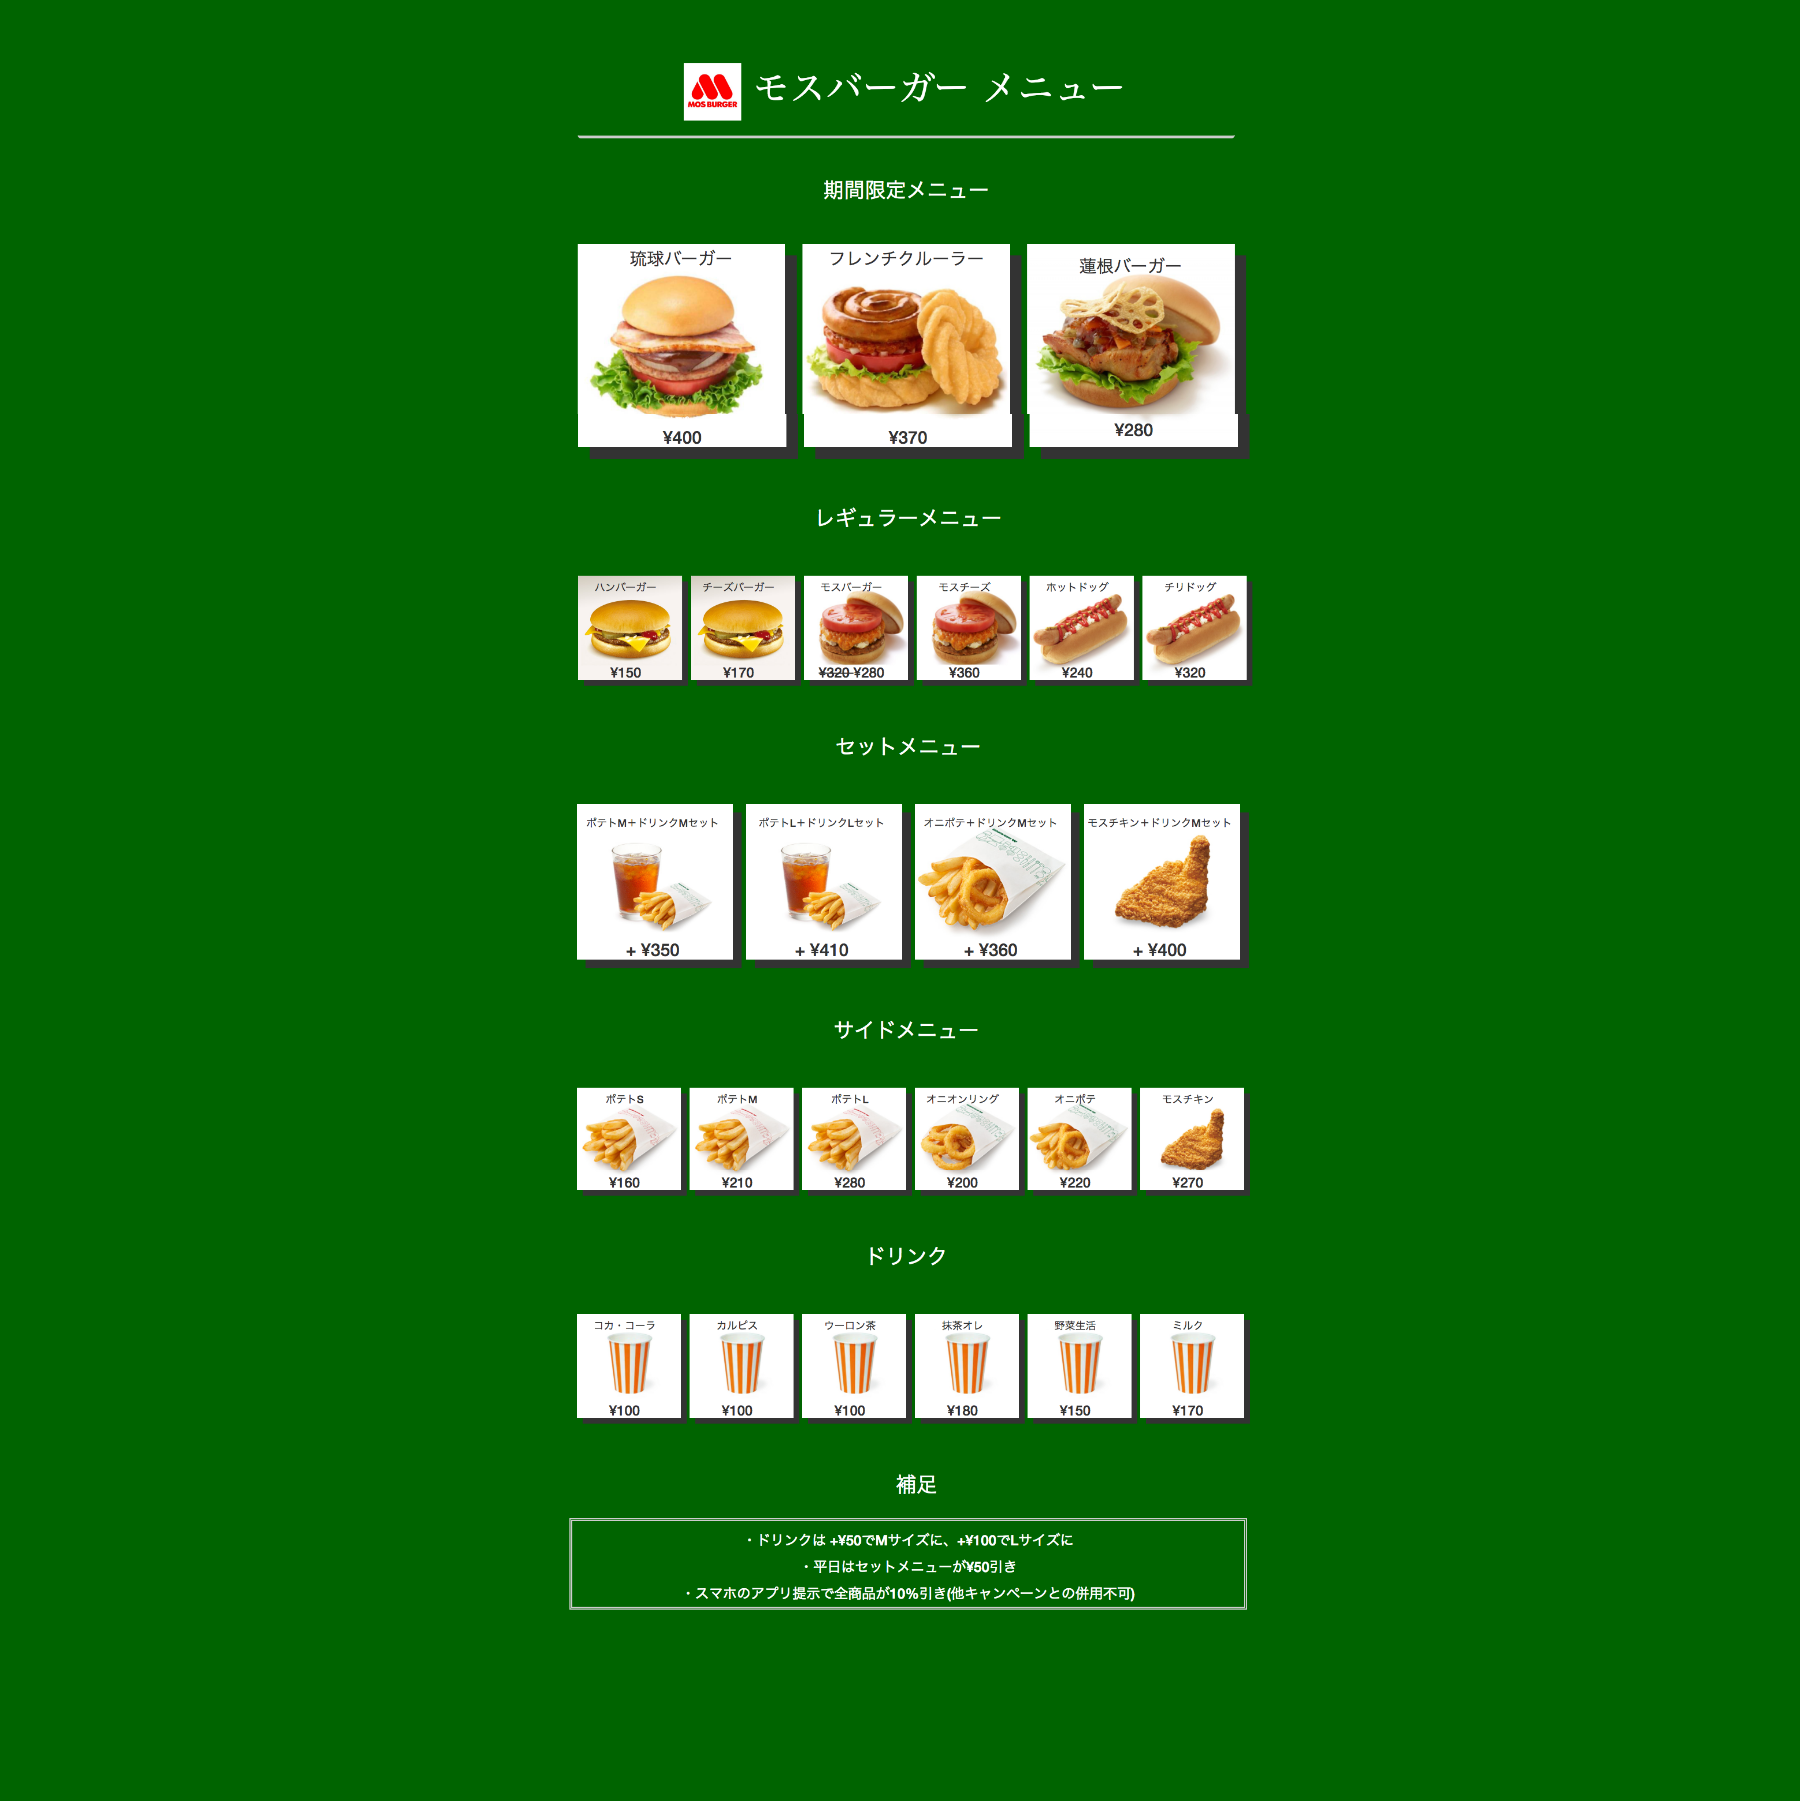 MOS BURGER
モスバーガー メニュー
期間限定メニュー
琉球バーガー
フレンチクルーラー
蓮根バーガー
¥400
¥370
¥280
レギュラーメニュー
ハンバーガー
チーズバーガー
モスバーガー
モスチーズ
ホットドッグ
チリドッグ
¥150
¥170
¥320 ¥280
¥360
¥240
¥320
セットメニュー
ポテトM＋ドリンクMセット
ポテトL＋ドリンクLセット
オニポテ＋ドリンクMセット
モスチキン＋ドリンクMセット
+ ¥350
+ ¥410
+ ¥360
+ ¥400
サイドメニュー
ポテトS
ポテトM
ポテトL
オニオンリング
オニポテ
モスチキン
¥160
¥210
¥280
¥200
¥220
¥270
ドリンク
コカ・コーラ
カルピス
ウーロン茶
抹茶オレ
野菜生活
ミルク
¥100
¥100
¥100
¥180
¥150
¥170
補足
・ドリンクは +¥50でMサイズに、+¥100でLサイズに
・平日はセットメニューが¥50引き
・スマホのアプリ提示で全商品が10%引き(他キャンペーンとの併用不可)